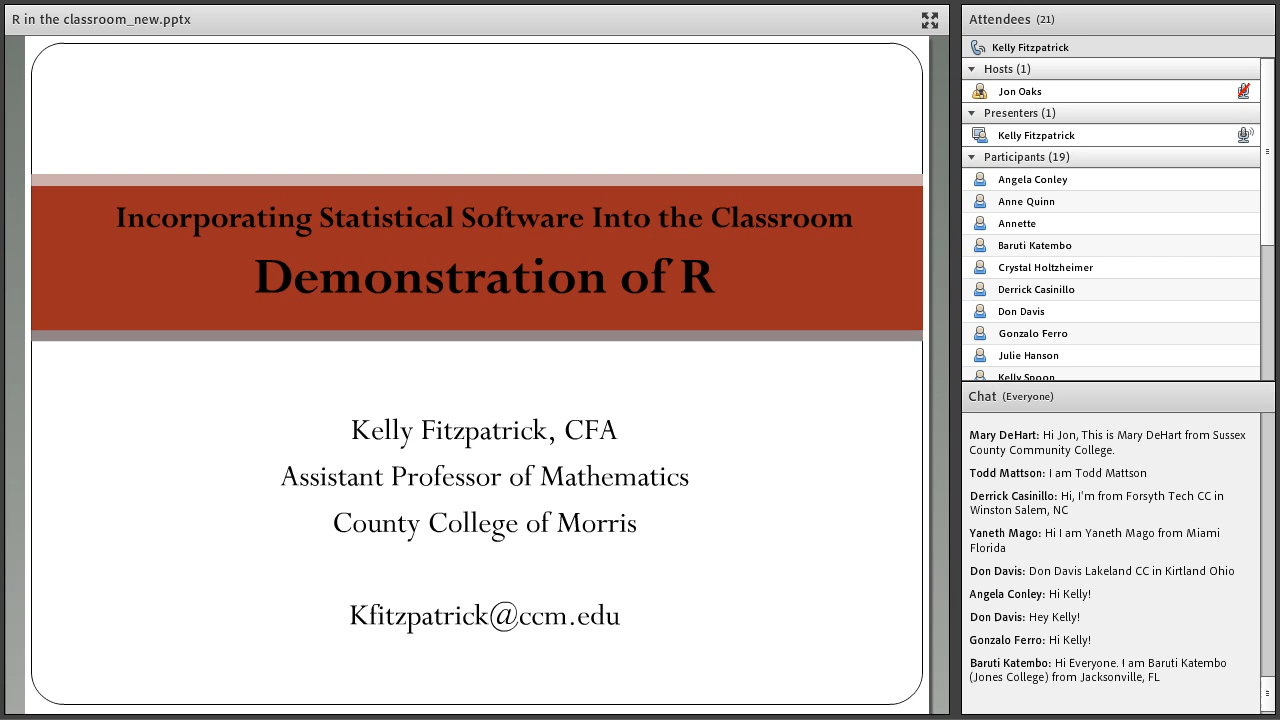 R in the classroom_new.pptx
Incorporating Statistical Software Into the Classroom
Demonstration of R
Kelly Fitzpatrick, CFA
Assistant Professor of Mathematics
County College of Morris
Kfitzpatrick@ccm.edu
Attendees (21)
Kelly Fitzpatrick
Hosts (1)
Jon Oaks
Presenters (1)
Kelly Fitzpatrick
Participants (19)
Angela Conley
Anne Quinn
Annette
Baruti Katembo
Crystal Holtzheimer
Derrick Casinillo
Don Davis
Gonzalo Ferro
Julie Hanson
Kelly Spoon
Chat (Everyone)
Mary DeHart: Hi Jon, This is Mary DeHart from Sussex
County Community College.
Todd Mattson: I am Todd Mattson
Derrick Casinillo: Hi, I'm from Forsyth Tech CC in
Winston Salem, NC
Yaneth Mago: Hi I am Yaneth Mago from Miami
Florida
Don Davis: Don Davis Lakeland CC in Kirtland Ohio
Angela Conley: Hi Kelly!
Don Davis: Hey Kelly!
Gonzalo Ferro: Hi Kelly!
Baruti Katembo: Hi Everyone. I am Baruti Katembo
(Jones College) from Jacksonville, FL